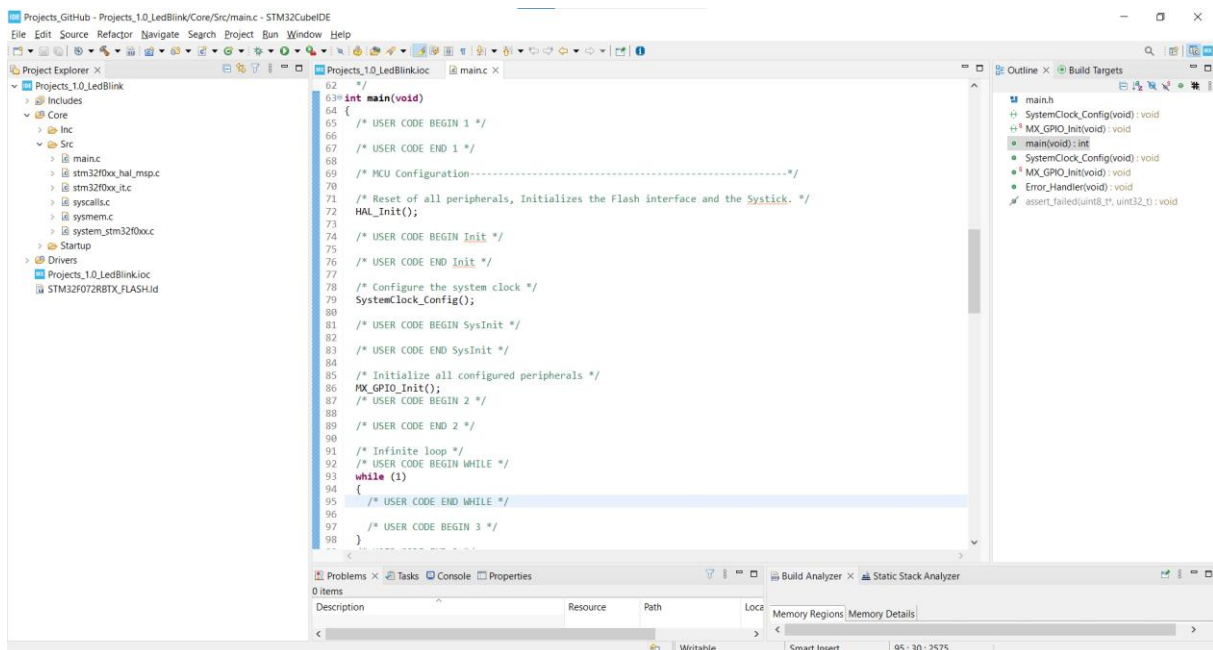 Projects_GitHub - Projects_1.0_LedBlink/Core/Src/main.c - STM32CubeIDE
File Edit Source Refactor Navigate Search Project Run Window Help
Project Explorer
Projects_1.0_LedBlink
Includes
Core
Inc
Src
main.c
stm32f0xx_hal_msp.c
stm32f0xx_it.c
syscalls.c
sysmem.c
system_stm32f0xx.c
Startup
Drivers
Projects_1.0_LedBlink.ioc
STM32F072RBTX_FLASH.ld
Projects_1.0_LedBlink.ioc main.c
62 */
63 int main(void)
64 {
65 /* USER CODE BEGIN 1 */
66
67 /* USER CODE END 1 */
68
69 /* MCU Configuration--------------------------------------------------------*/
70
71 /* Reset of all peripherals, Initializes the Flash interface and the Systick. */
72 HAL_Init();
73
74 /* USER CODE BEGIN Init */
75
76 /* USER CODE END Init */
77
78 /* Configure the system clock */
79 SystemClock_Config();
80
81 /* USER CODE BEGIN SysInit */
82
83 /* USER CODE END SysInit */
84
85 /* Initialize all configured peripherals */
86 MX_GPIO_Init();
87 /* USER CODE BEGIN 2 */
88
89 /* USER CODE END 2 */
90
91 /* Infinite loop */
92 /* USER CODE BEGIN WHILE */
93 while (1)
94 {
95 /* USER CODE END WHILE */
96
97 /* USER CODE BEGIN 3 */
98 }
Outline Build Targets
main.h
SystemClock_Config(void) : void
MX_GPIO_Init(void) : void
main(void) : int
SystemClock_Config(void) : void
MX_GPIO_Init(void) : void
Error_Handler(void) : void
assert_failed(uint8_t*, uint32_t) : void
Problems Tasks Console Properties
0 items
Description Resource Path Loca
Build Analyzer Static Stack Analyzer
Memory Regions Memory Details
Writable Smart Insert 95 : 30 : 2575